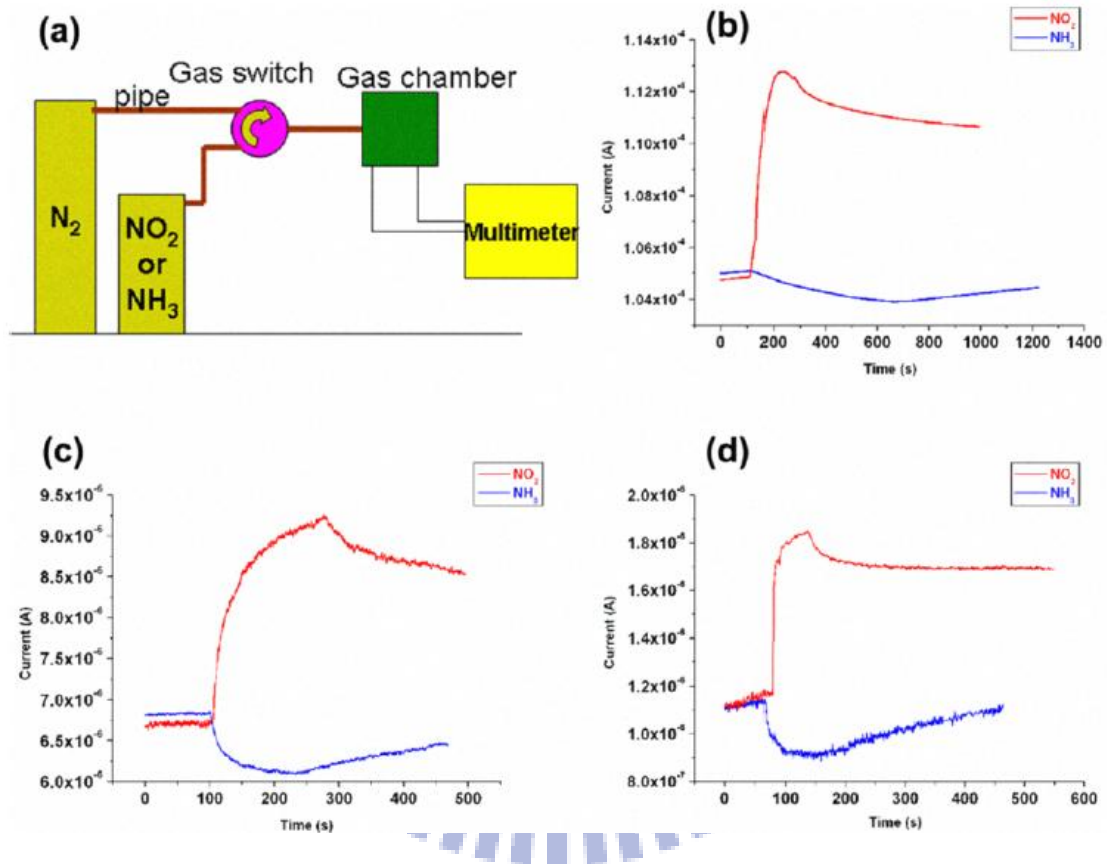 (a)
Gas switch
Gas chamber
pipe
N₂
NO₂
or
NH₃
Multimeter
(b)
NO₂
NH₃
1.14x10⁻⁴
1.12x10⁻⁴
1.10x10⁻⁴
1.08x10⁻⁴
1.06x10⁻⁴
1.04x10⁻⁴
Current (A)
0 200 400 600 800 1000 1200 1400
Time (s)
(c)
NO₂
NH₃
9.5x10⁻⁶
9.0x10⁻⁶
8.5x10⁻⁶
8.0x10⁻⁶
7.5x10⁻⁶
7.0x10⁻⁶
6.5x10⁻⁶
6.0x10⁻⁶
Current (A)
0 100 200 300 400 500
Time (s)
(d)
NO₂
NH₃
2.0x10⁻⁶
1.8x10⁻⁶
1.6x10⁻⁶
1.4x10⁻⁶
1.2x10⁻⁶
1.0x10⁻⁶
8.0x10⁻⁷
Current (A)
0 100 200 300 400 500 600
Time (s)